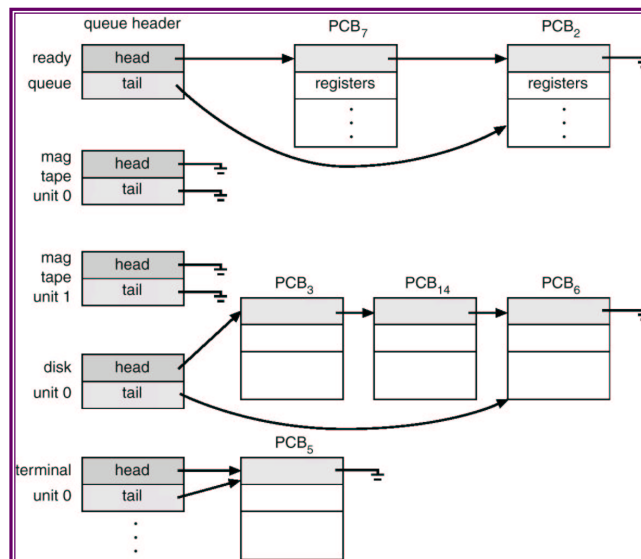 queue header
PCB7
PCB2
ready
queue
head
tail
registers
registers
mag
tape
unit 0
head
tail
mag
tape
unit 1
head
tail
PCB3
PCB14
PCB6
disk
unit 0
head
tail
PCB5
terminal
unit 0
head
tail